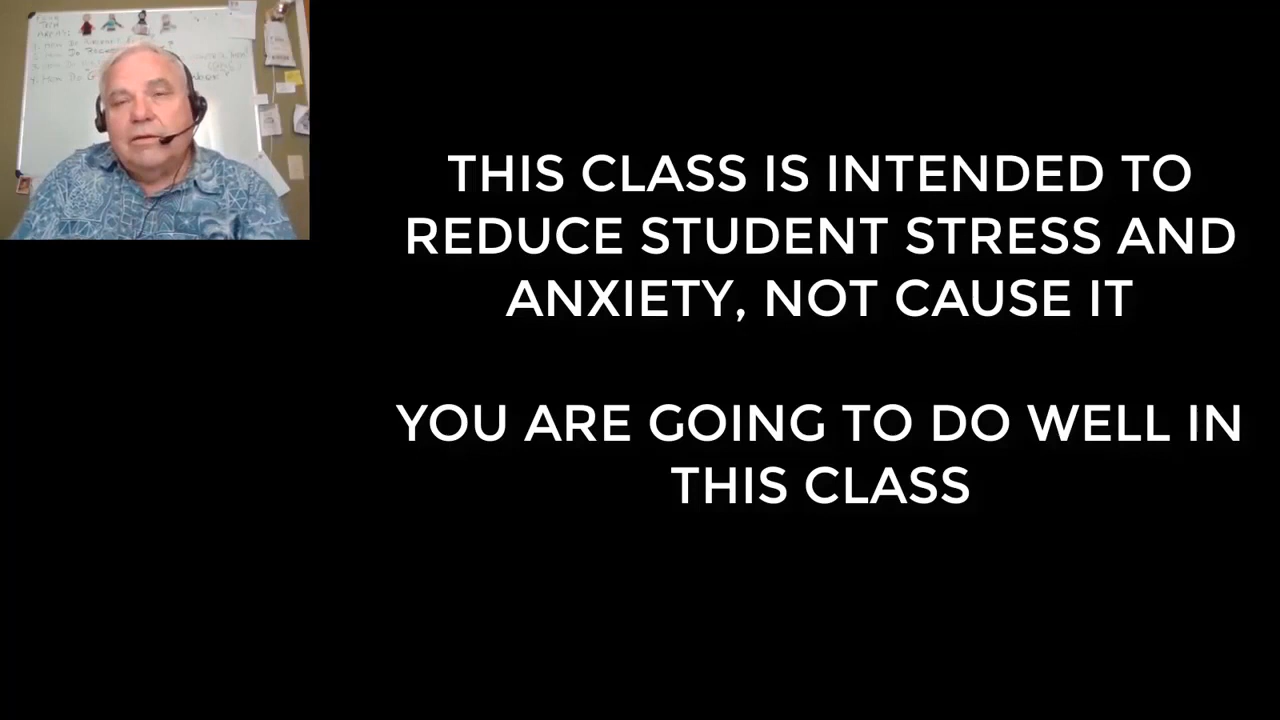 THIS CLASS IS INTENDED TO
REDUCE STUDENT STRESS AND
ANXIETY, NOT CAUSE IT
YOU ARE GOING TO DO WELL IN
THIS CLASS